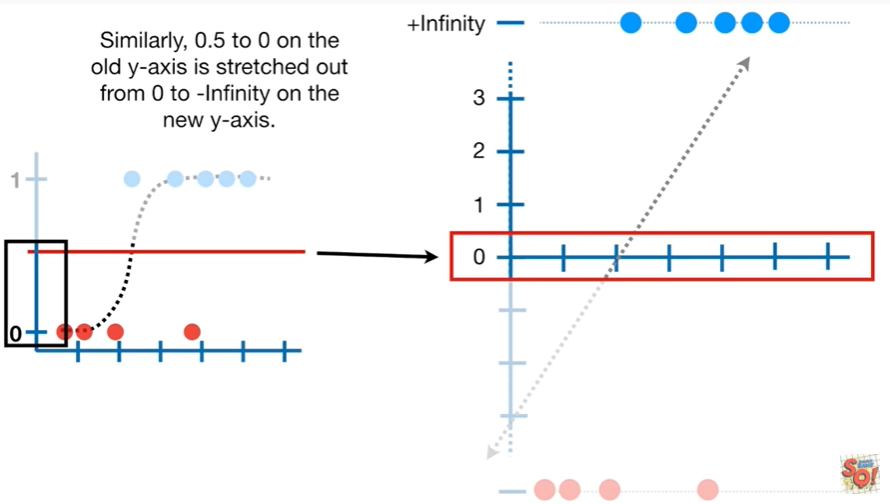 Similarly, 0.5 to 0 on the
old y-axis is stretched out
from 0 to -Infinity on the
new y-axis.
1
0
+Infinity
3
2
1
0
SQ!